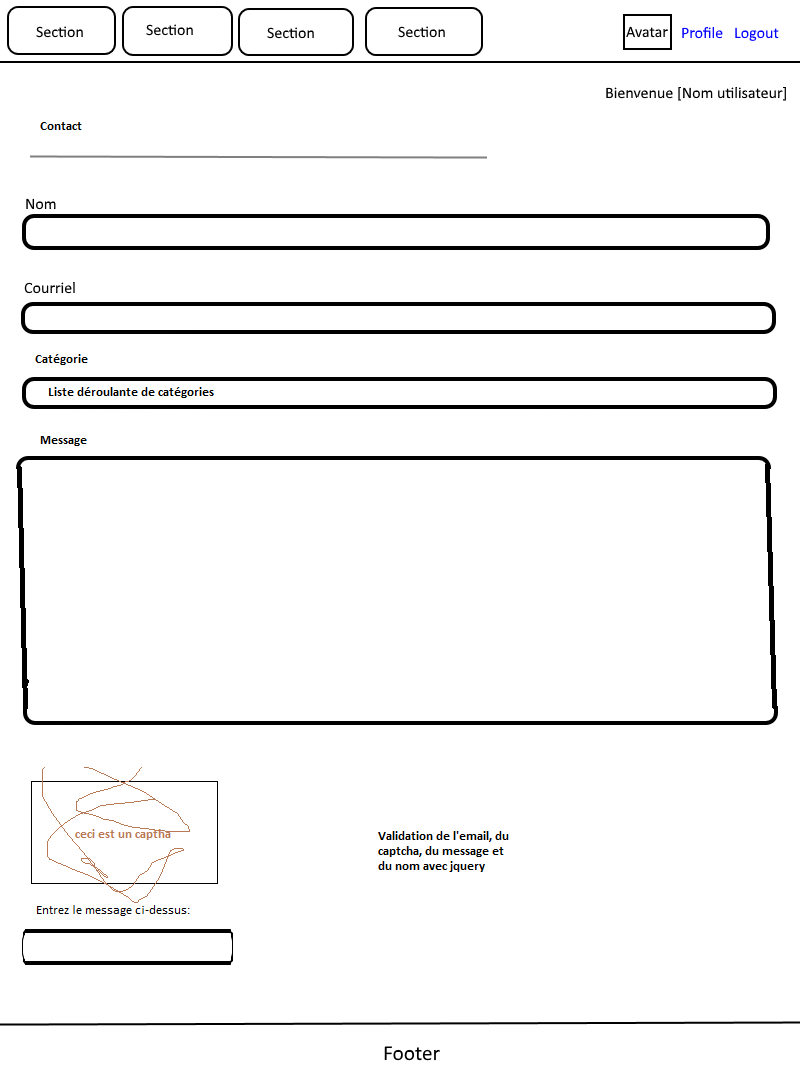 Section Section Section Section Avatar Profile Logout
Bienvenue [Nom utilisateur]
Contact
Nom
Courriel
Catégorie
Liste déroulante de catégories
Message
ceci est un captha
Validation de l'email, du
captcha, du message et
du nom avec jquery
Entrez le message ci-dessus:
Footer